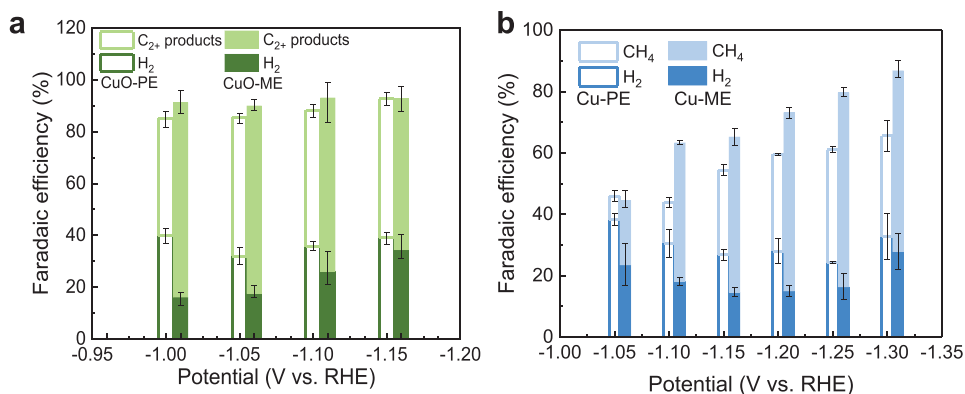 a
Faradaic efficiency (%)
120
100
80
60
40
20
0
C₂₊ products
C₂₊ products
H₂
H₂
CuO-PE
CuO-ME
-0.95
-1.00
-1.05
-1.10
-1.15
-1.20
Potential (V vs. RHE)
b
Faradaic efficiency (%)
100
80
60
40
20
0
CH₄
CH₄
H₂
H₂
Cu-PE
Cu-ME
-1.00
-1.05
-1.10
-1.15
-1.20
-1.25
-1.30
-1.35
Potential (V vs. RHE)